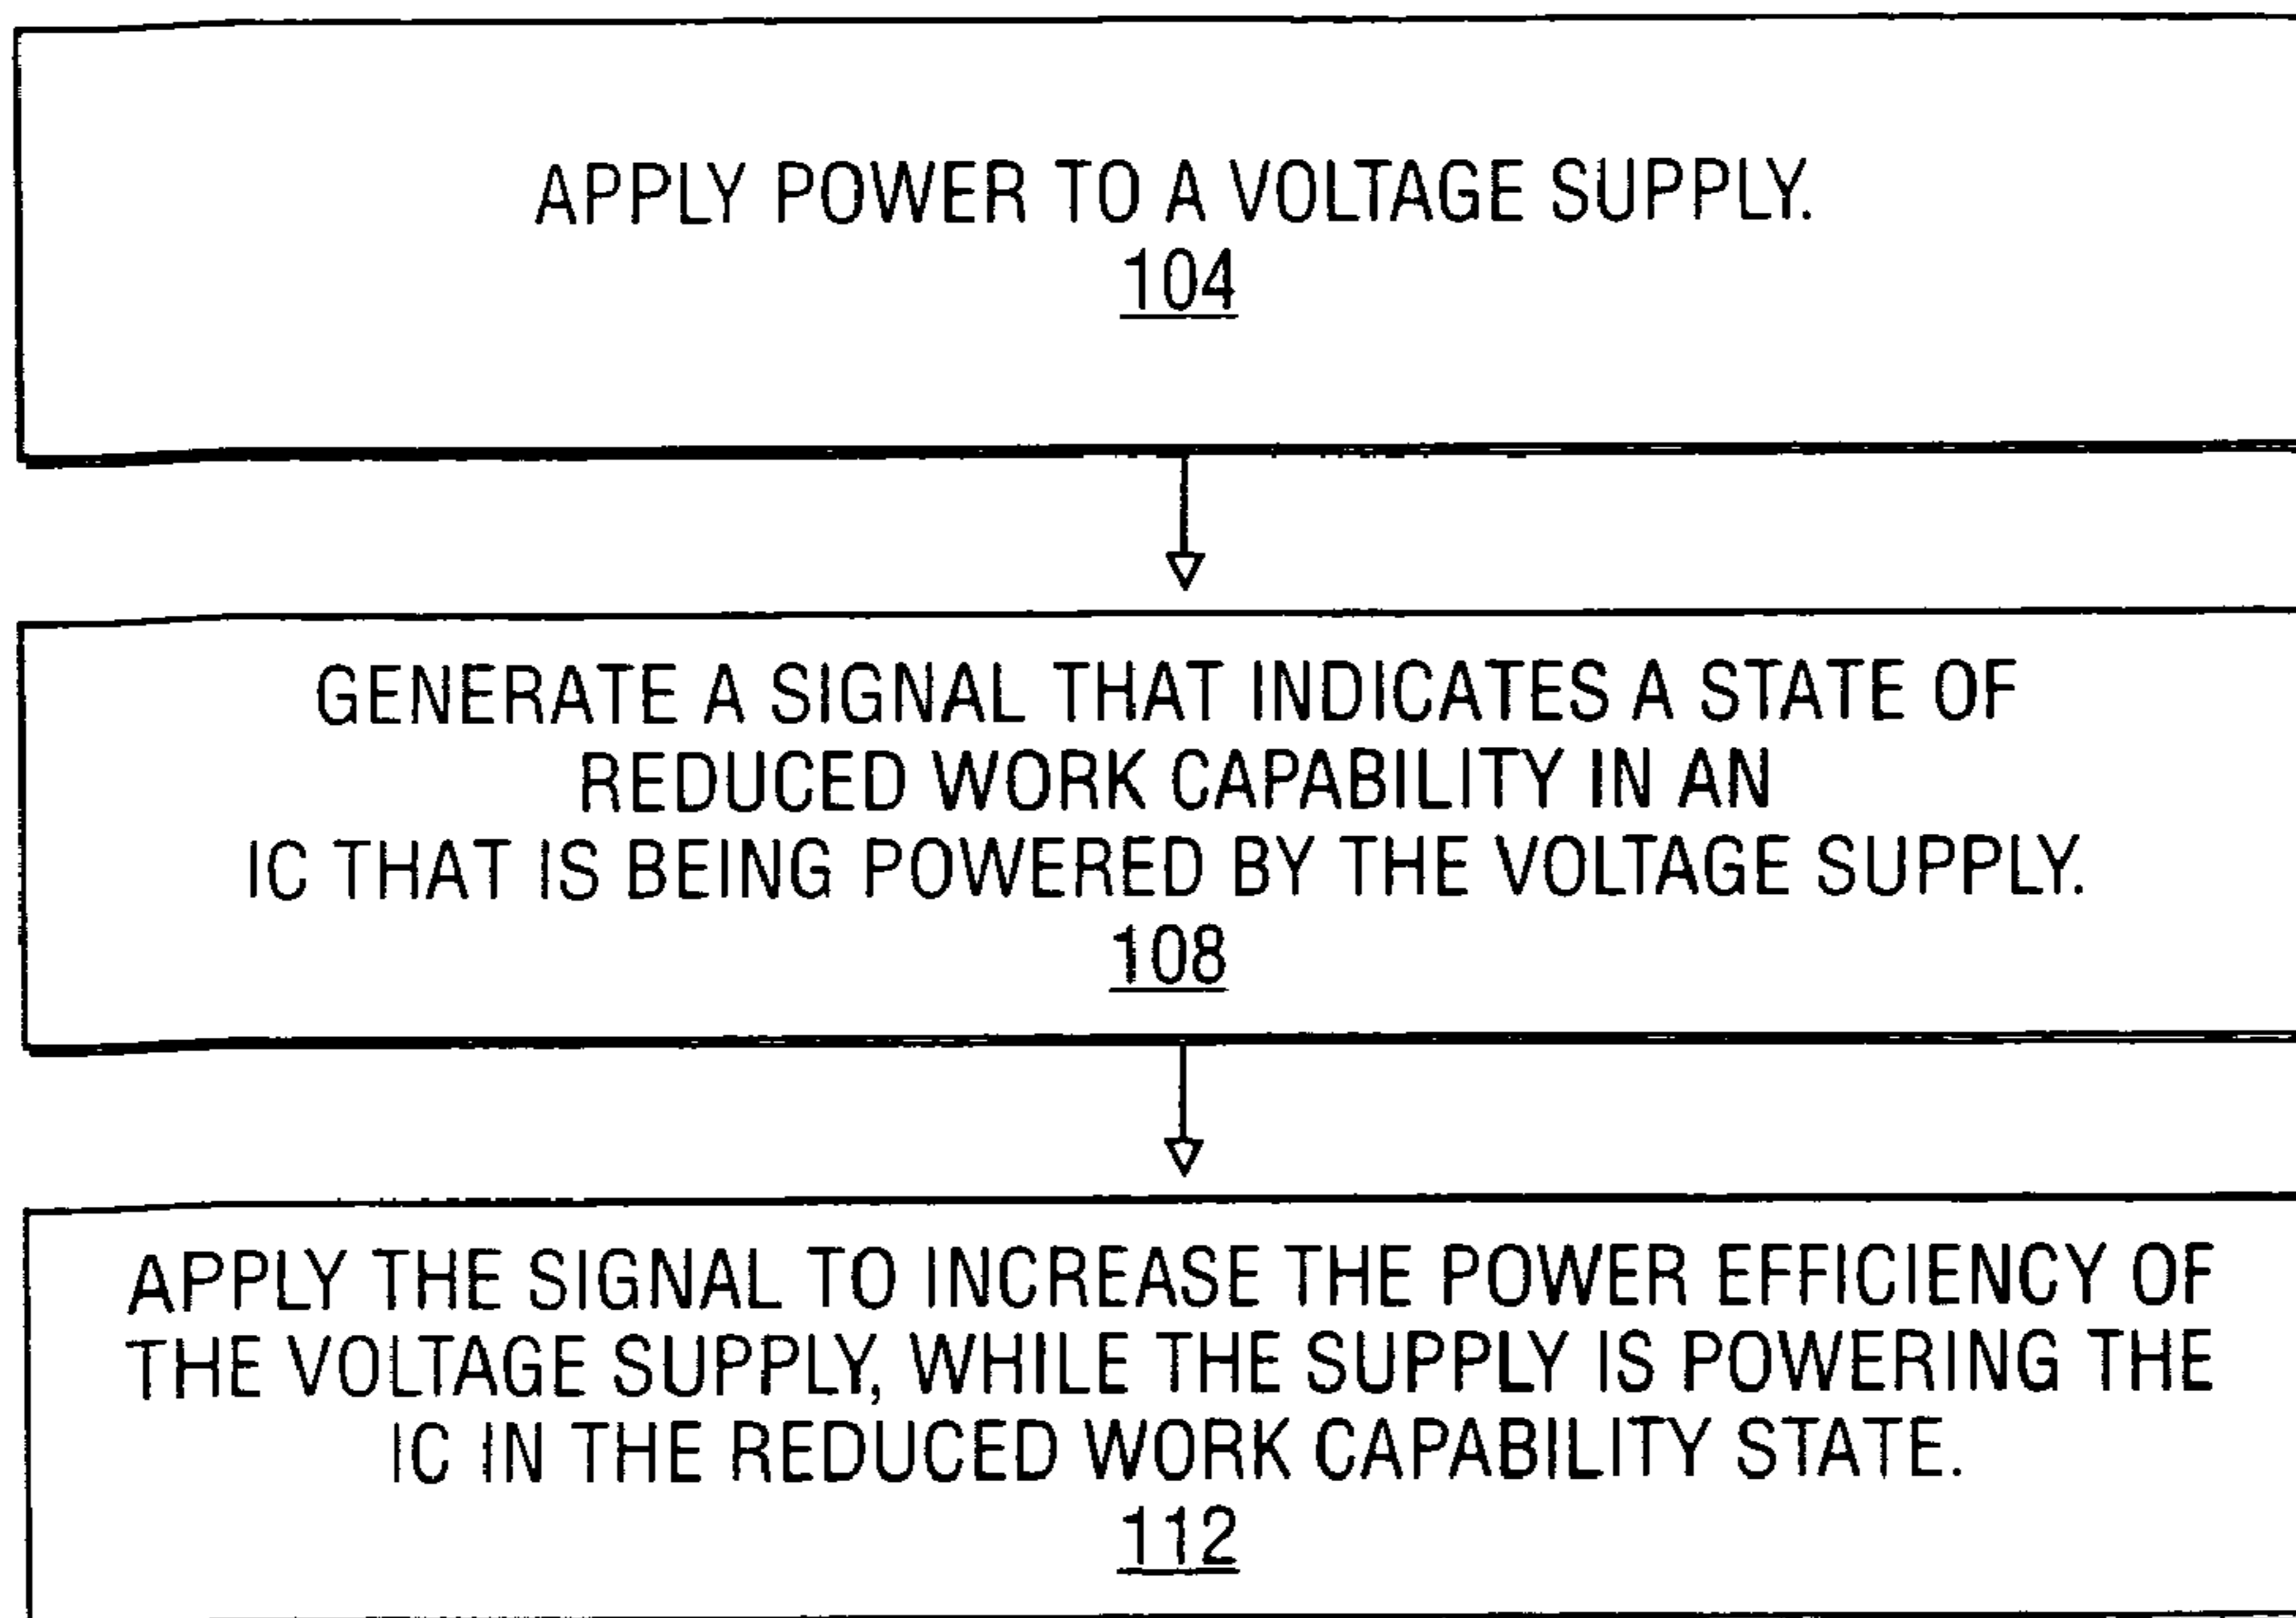 APPLY POWER TO A VOLTAGE SUPPLY.
104
GENERATE A SIGNAL THAT INDICATES A STATE OF
REDUCED WORK CAPABILITY IN AN
IC THAT IS BEING POWERED BY THE VOLTAGE SUPPLY.
108
APPLY THE SIGNAL TO INCREASE THE POWER EFFICIENCY OF
THE VOLTAGE SUPPLY, WHILE THE SUPPLY IS POWERING THE
IC IN THE REDUCED WORK CAPABILITY STATE.
112